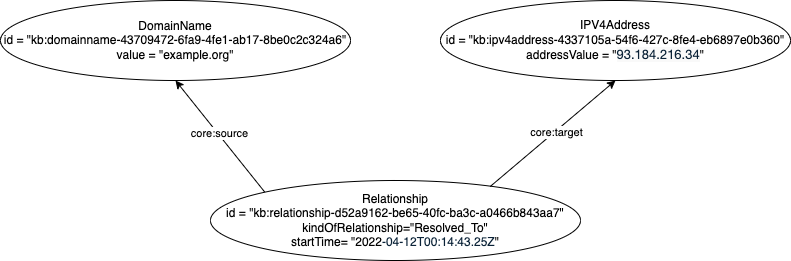 DomainName
id = "kb:domainname-43709472-6fa9-4fe1-ab17-8be0c2c324a6"
value = "example.org"
IPV4Address
id = "kb:ipv4address-4337105a-54f6-427c-8fe4-eb6897e0b360"
addressValue = "93.184.216.34"
core:source
core:target
Relationship
id = "kb:relationship-d52a9162-be65-40fc-ba3c-a0466b843aa7"
kindOfRelationship="Resolved_To"
startTime= "2022-04-12T00:14:43.25Z"